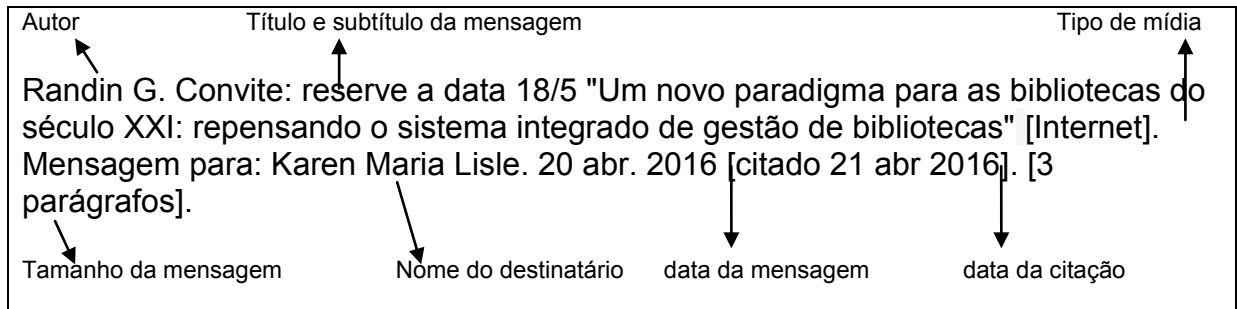 Autor Título e subtítulo da mensagem Tipo de mídia
Randin G. Convite: reserve a data 18/5 "Um novo paradigma para as bibliotecas do
século XXI: repensando o sistema integrado de gestão de bibliotecas" [Internet].
Mensagem para: Karen Maria Lisle. 20 abr. 2016 [citado 21 abr 2016]. [3
parágrafos].
Tamanho da mensagem Nome do destinatário data da mensagem data da citação